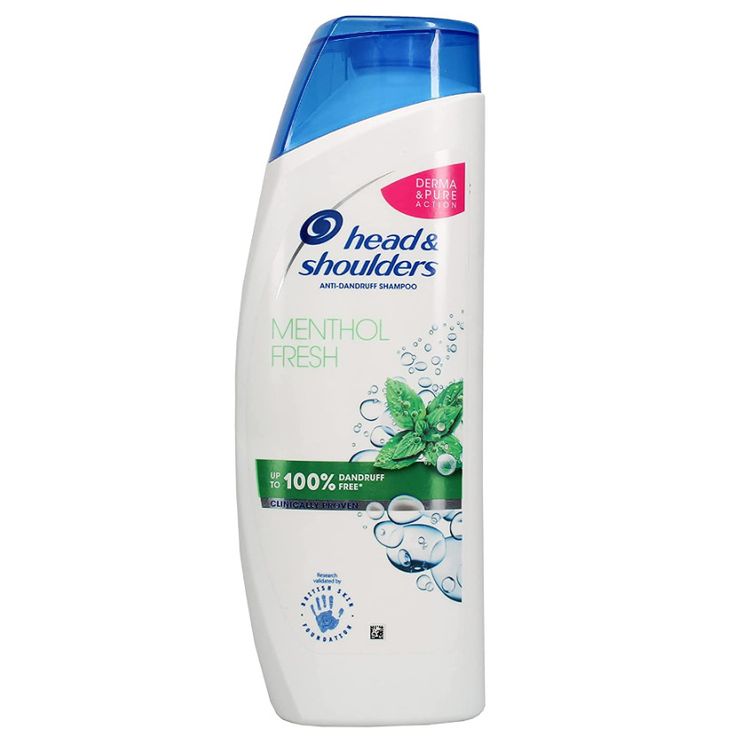 DERMA
&PURE
ACTION
head &
shoulders
ANTI-DANDRUFF SHAMPOO
MENTHOL
FRESH
UP
TO 100% DANDRUFF
FREE*
CLINICALLY PROVEN
Research
validated by
BRITISH SKIN
FOUNDATION